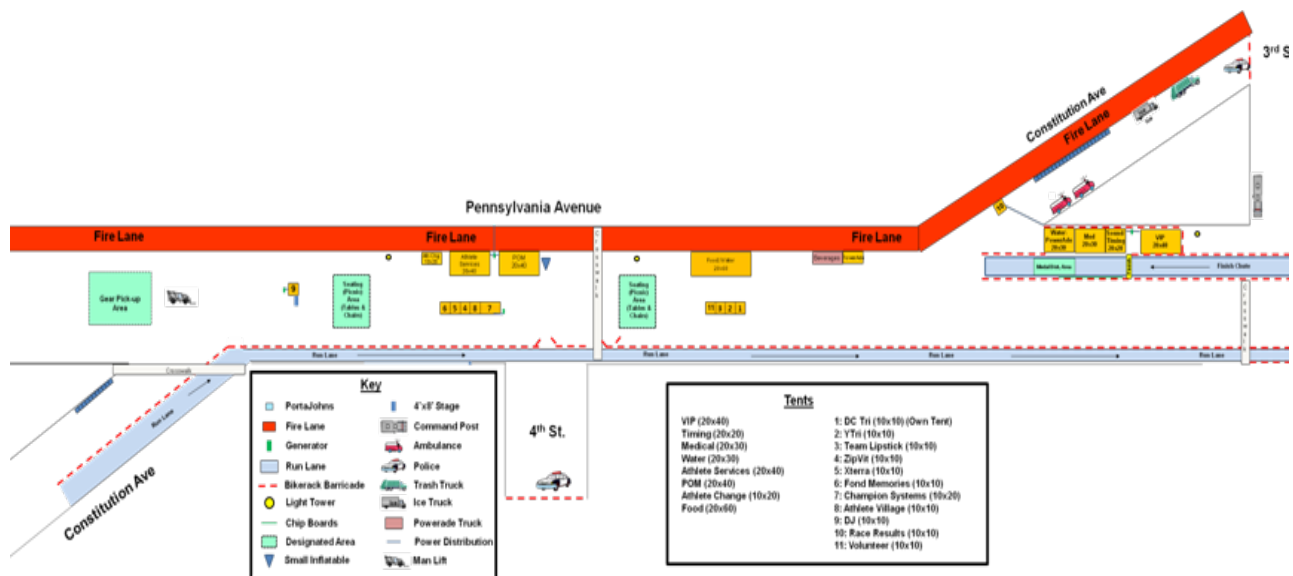 3rd S
Constitution Ave
Fire Lane
Pennsylvania Avenue
Fire Lane
Fire Lane
Fire Lane
10
Water
Powerade
20x30
Med
20x30
Sound
Timing
20x20
VIP
20x40
Finish Chute
Crosswalk
Athlete
Services
20x40
POM
20x40
Food/Water
20x60
Beverages
Gear Pick-up
Area
9
Seating
(Picnic)
Area
(Tables &
Chairs)
6 5 4 8 7
Seating
(Picnic)
Area
(Tables &
Chairs)
11 3 2 1
Crosswalk
Run Lane
Run Lane
Run Lane
Run Lane
Run Lane
Constitution Ave
4th St.
Key
PortaJohns
Fire Lane
Generator
Run Lane
Bikerack Barricade
Light Tower
Chip Boards
Designated Area
Small Inflatable
4'x8' Stage
Command Post
Ambulance
Police
Trash Truck
Ice Truck
Powerade Truck
Power Distribution
Man Lift
Tents
VIP (20x40)
Timing (20x20)
Medical (20x30)
Water (20x30)
Athlete Services (20x40)
POM (20x40)
Athlete Change (10x20)
Food (20x60)
1: DC Tri (10x10) (Own Tent)
2: YTri (10x10)
3: Team Lipstick (10x10)
4: ZipVit (10x10)
5: Xterra (10x10)
6: Fond Memories (10x10)
7: Champion Systems (10x20)
8: Athlete Village (10x10)
9: DJ (10x10)
10: Race Results (10x10)
11: Volunteer (10x10)